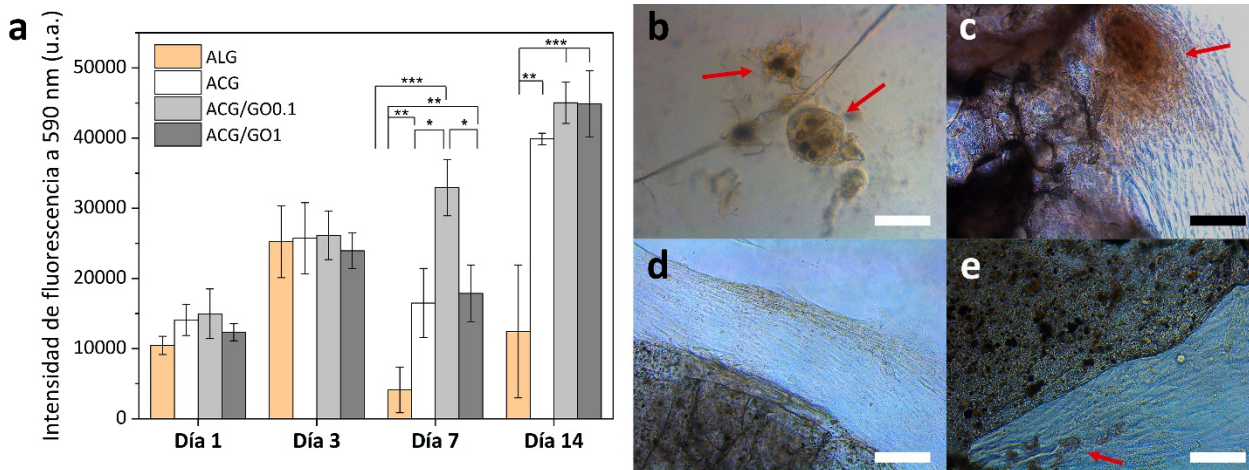 a
Intensidad de fluorescencia a 590 nm (u.a.)
50000
40000
30000
20000
10000
0
ALG
ACG
ACG/GO0.1
ACG/GO1
***
**
**
*
*
***
**
Día 1
Día 3
Día 7
Día 14
b
c
d
e